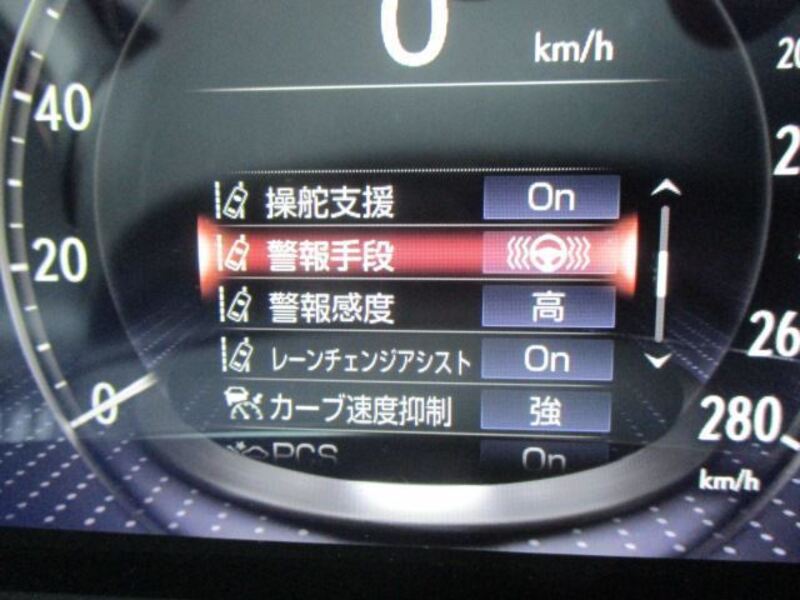 0 km/h
操舵支援 On
警報手段
警報感度 高
レーンチェンジアシスト On
カーブ速度抑制 強
PCS On
40
20
0
280
km/h